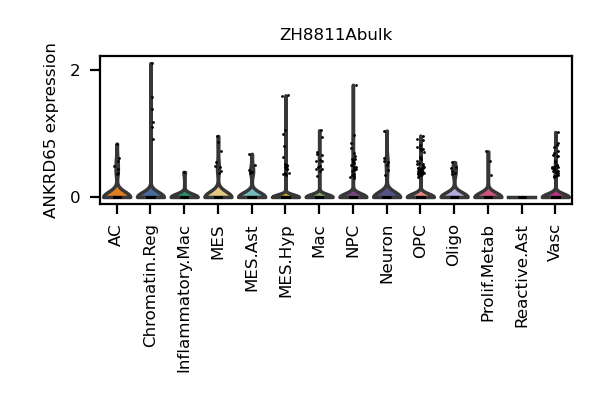 ZH8811Abulk
ANKRD65 expression
2
0
AC
Chromatin.Reg
Inflammatory.Mac
MES
MES.Ast
MES.Hyp
Mac
NPC
Neuron
OPC
Oligo
Prolif.Metab
Reactive.Ast
Vasc